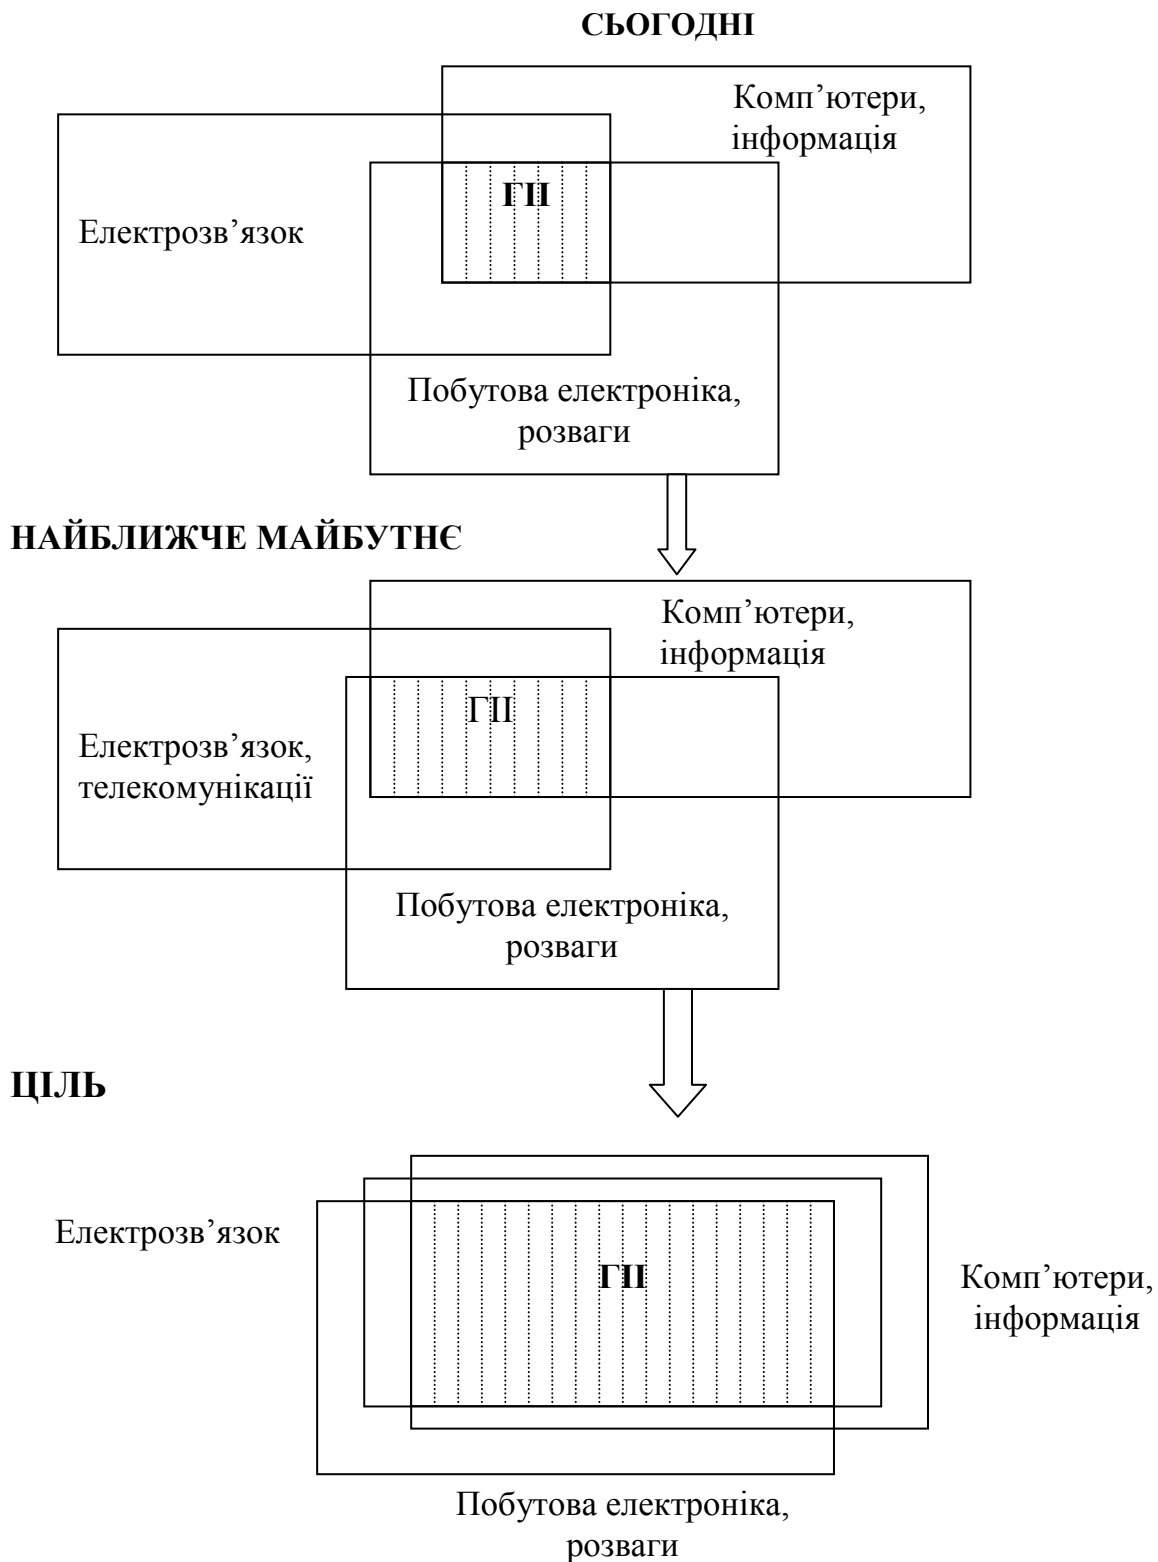 СЬОГОДНІ
Комп’ютери,
інформація
ГІІ
Електрозв’язок
Побутова електроніка,
розваги
НАЙБЛИЖЧЕ МАЙБУТНЄ
Комп’ютери,
інформація
ГІІ
Електрозв’язок,
телекомунікації
Побутова електроніка,
розваги
ЦІЛЬ
Електрозв’язок
ГІІ
Комп’ютери,
інформація
Побутова електроніка,
розваги